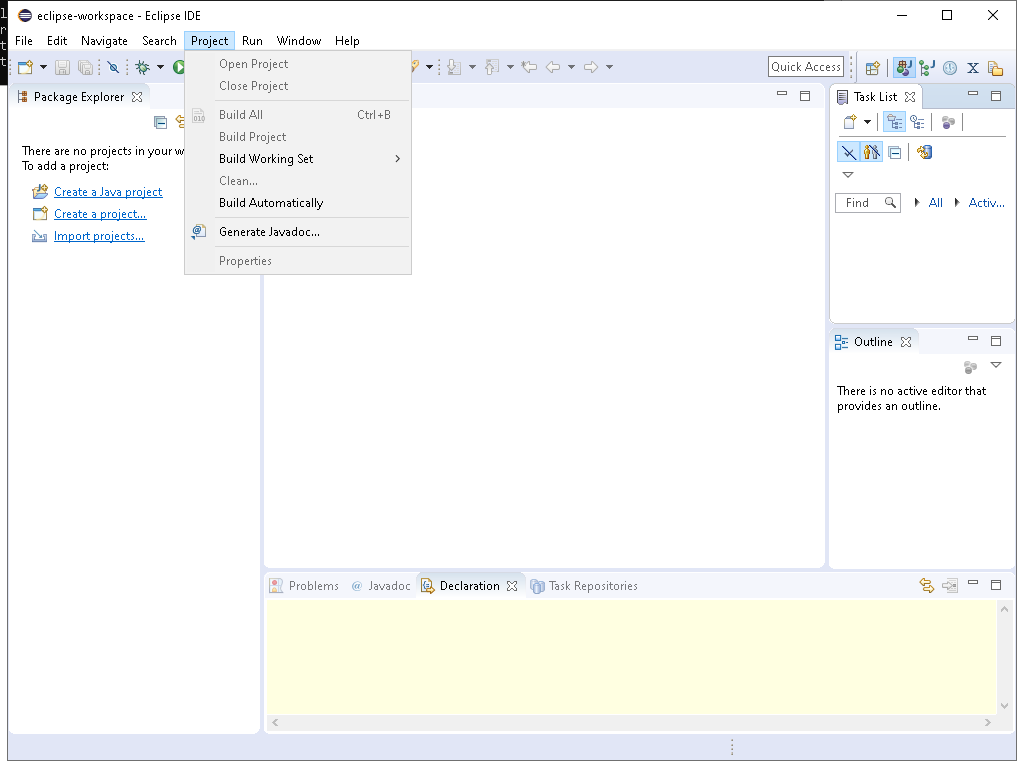 eclipse-workspace - Eclipse IDE
File Edit Navigate Search Project Run Window Help
Quick Access
Open Project
Close Project
Build All Ctrl+B
Build Project
Build Working Set
Clean...
Build Automatically
Generate Javadoc...
Properties
Package Explorer
There are no projects in your w
To add a project:
Create a Java project
Create a project...
Import projects...
Task List
Find All Activ...
Outline
There is no active editor that
provides an outline.
Problems @ Javadoc Declaration Task Repositories